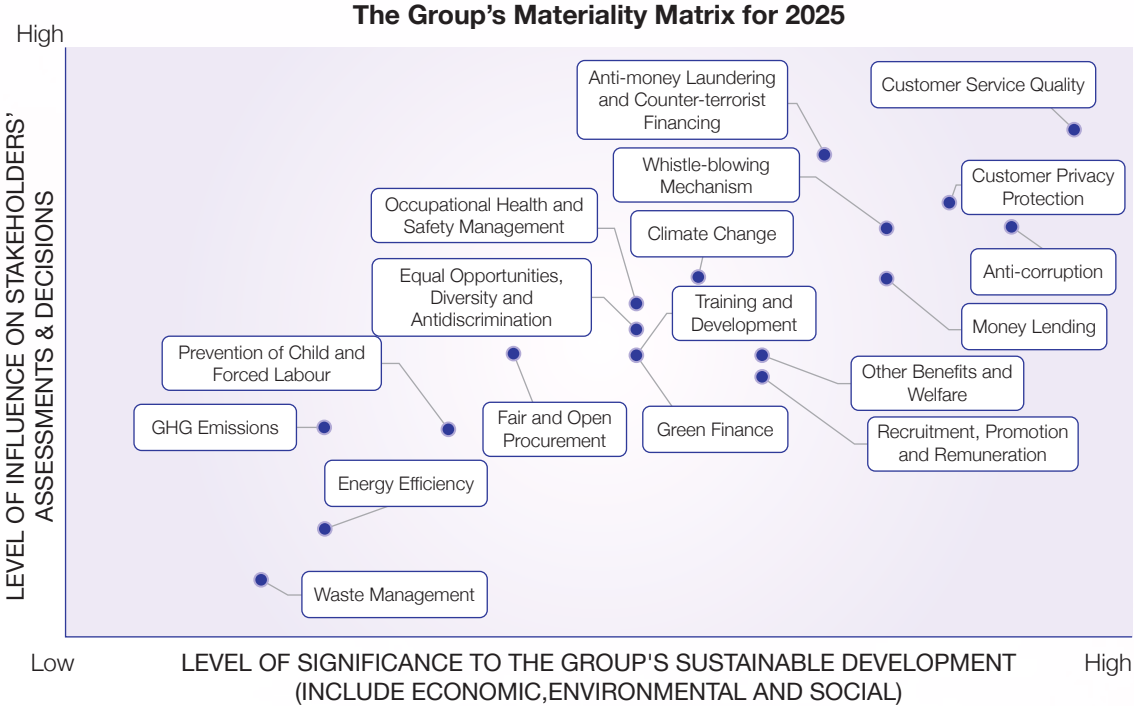 The Group's Materiality Matrix for 2025
High
LEVEL OF INFLUENCE ON STAKEHOLDERS'
ASSESSMENTS & DECISIONS
Anti-money Laundering
and Counter-terrorist
Financing
Customer Service Quality
Whistle-blowing
Mechanism
Customer Privacy
Protection
Occupational Health and
Safety Management
Climate Change
Anti-corruption
Equal Opportunities,
Diversity and
Antidiscrimination
Training and
Development
Money Lending
Prevention of Child and
Forced Labour
Other Benefits and
Welfare
GHG Emissions
Fair and Open
Procurement
Green Finance
Recruitment, Promotion
and Remuneration
Energy Efficiency
Waste Management
Low
LEVEL OF SIGNIFICANCE TO THE GROUP'S SUSTAINABLE DEVELOPMENT
(INCLUDE ECONOMIC,ENVIRONMENTAL AND SOCIAL)
High